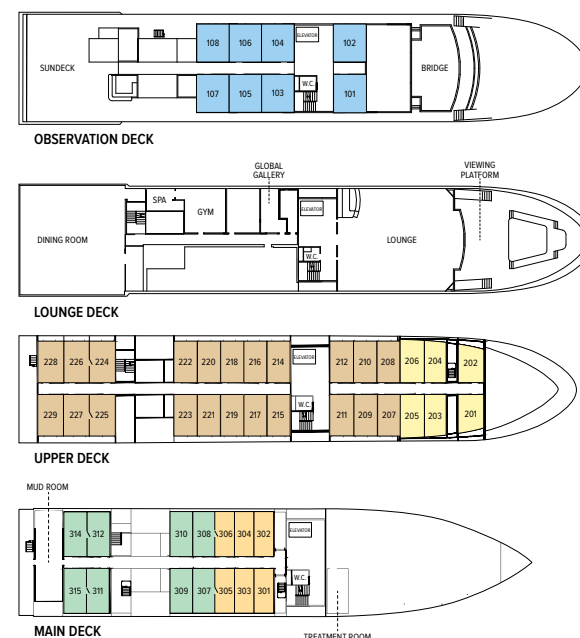 108 106 104 ELEVATOR 102
SUNDECK BRIDGE
W.C.
107 105 103 101
OBSERVATION DECK
GLOBAL
GALLERY
VIEWING
PLATFORM
SPA
GYM
ELEVATOR
DINING ROOM LOUNGE
W.C.
LOUNGE DECK
228 226 224 222 220 218 216 214 ELEVATOR 212 210 208 206 204 202
W.C.
229 227 225 223 221 219 217 215 211 209 207 205 203 201
UPPER DECK
MUD ROOM
314 312 310 308 306 304 302 ELEVATOR
W.C.
315 311 309 307 305 303 301
MAIN DECK
TREATMENT ROOM